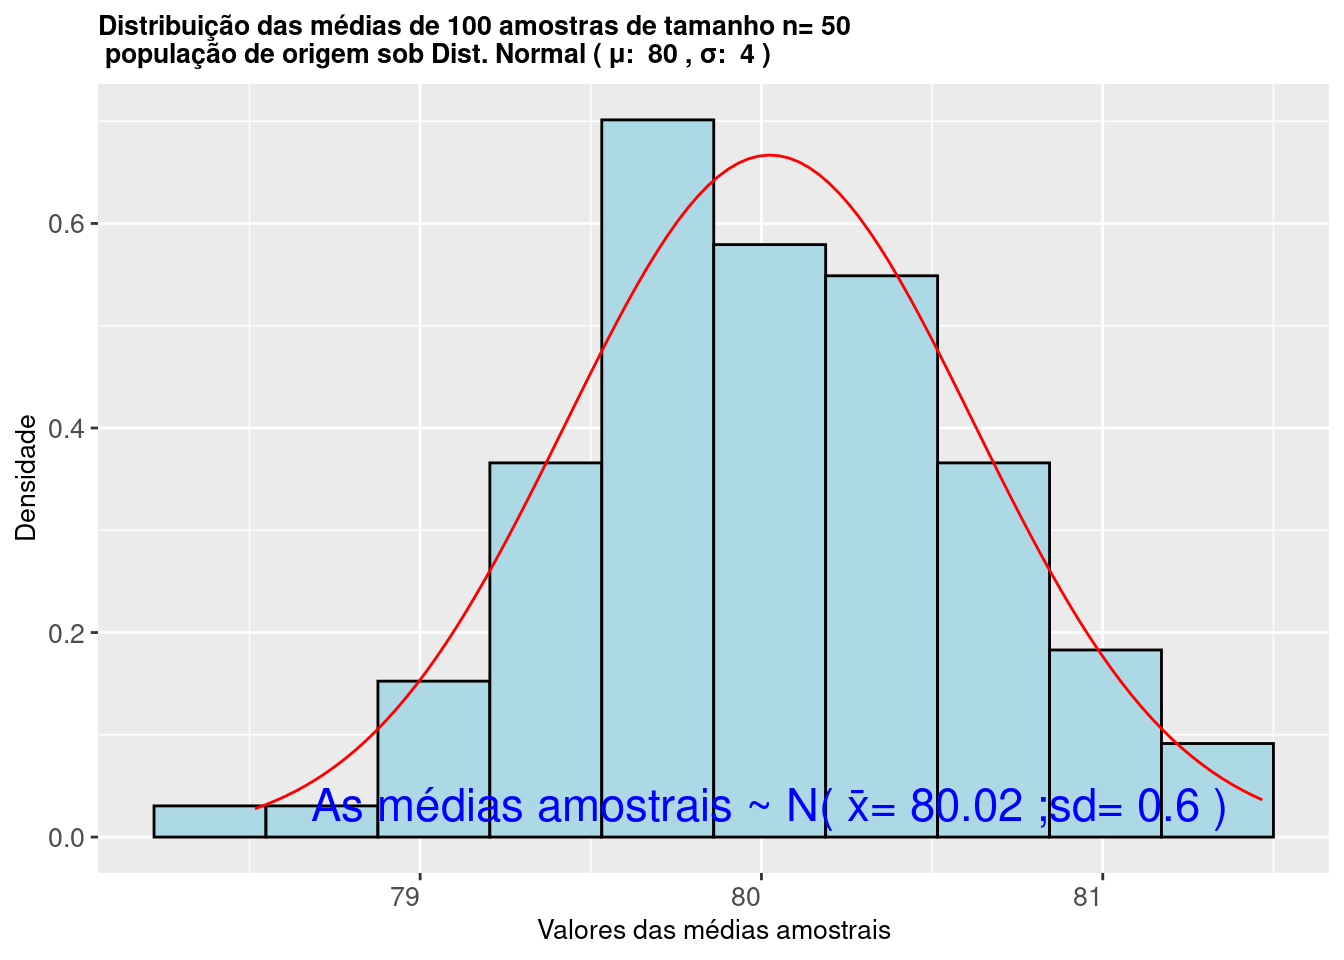 Distribuição das médias de 100 amostras de tamanho n= 50
população de origem sob Dist. Normal ( μ:  80 , σ:  4 )
Densidade
0.6
0.4
0.2
0.0
As médias amostrais ~ N( x̄= 80.02 ;sd= 0.6 )
79 80 81
Valores das médias amostrais